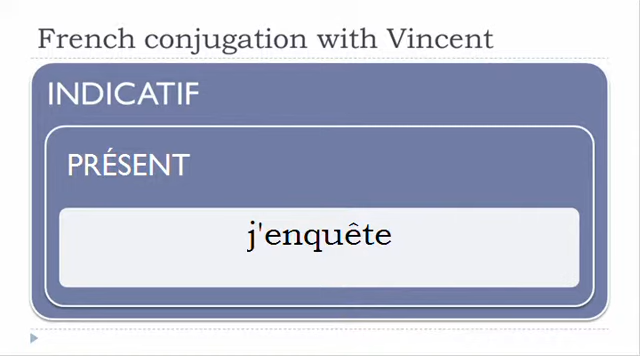 French conjugation with Vincent
INDICATIF
PRÉSENT
j'enquête